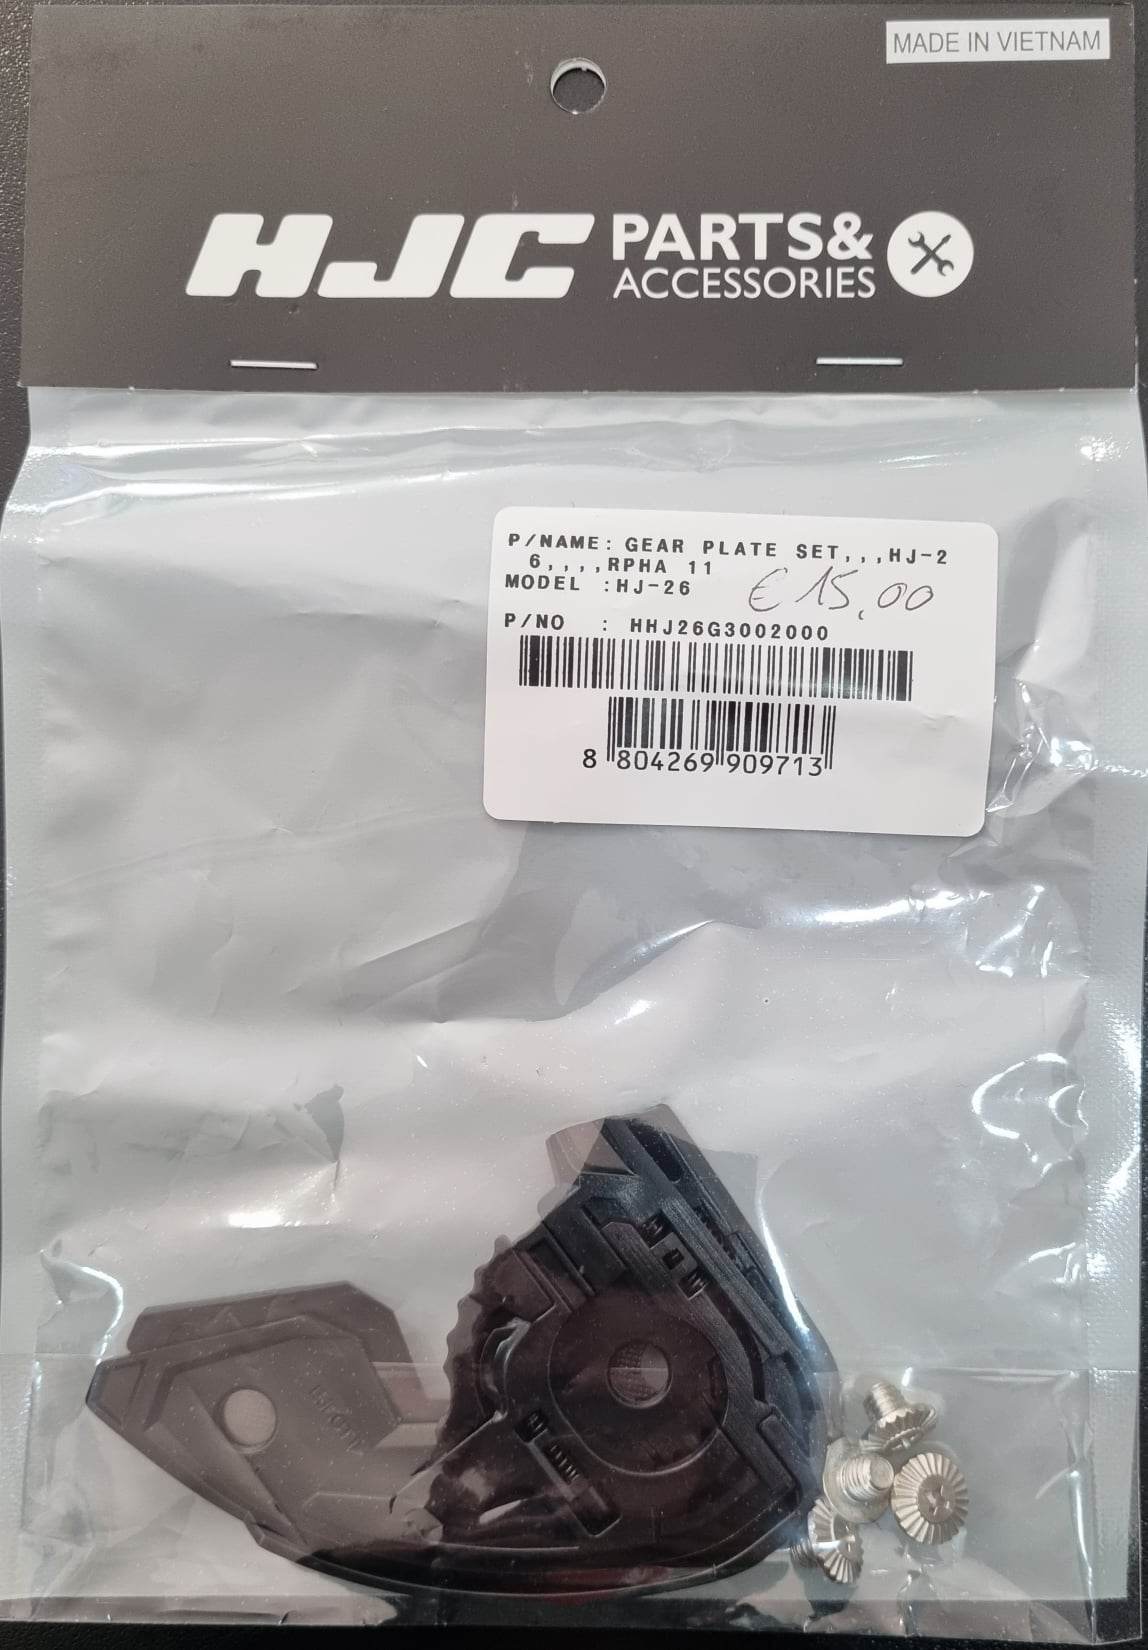 MADE IN VIETNAM
HJC PARTS&
ACCESSORIES
P/NAME: GEAR PLATE SET,,,HJ-2
6,,,,RPHA 11
MODEL :HJ-26
€ 15,00
P/NO : HHJ26G3002000
8 804269 909713